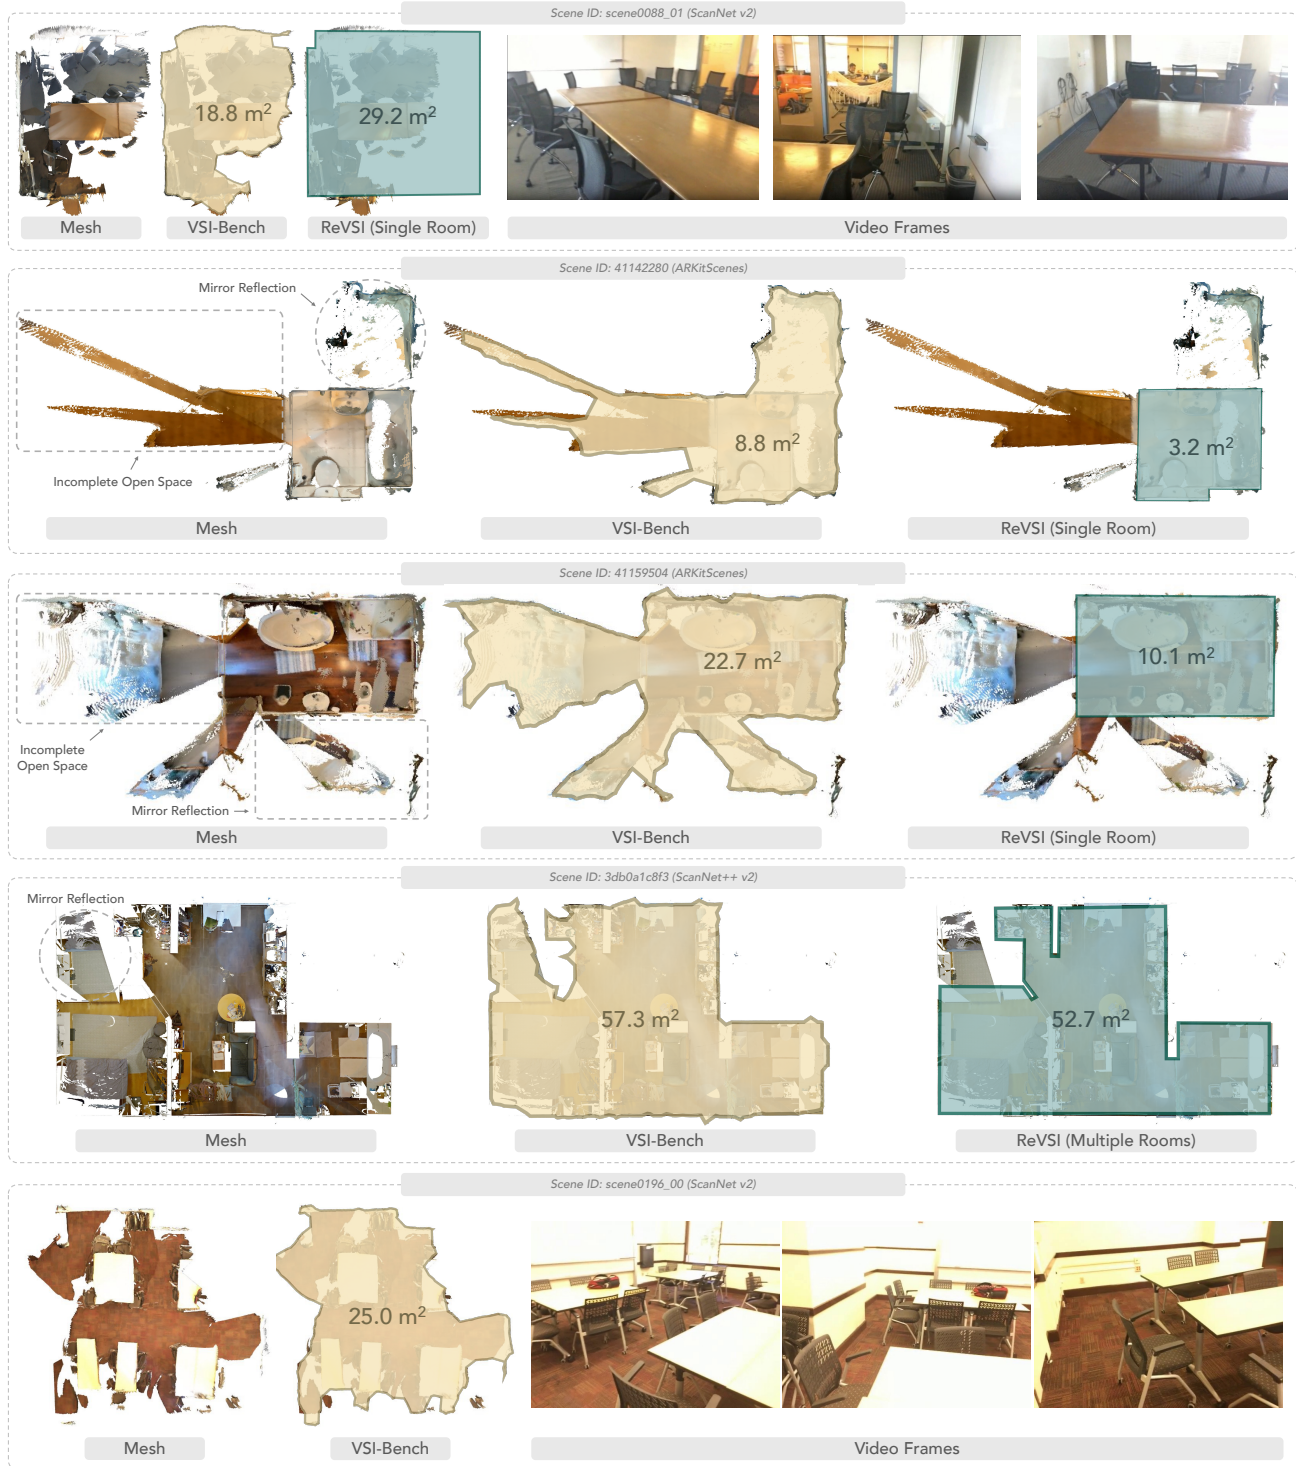 Scene ID: scene0088_01 (ScanNet v2)
18.8 m²
29.2 m²
Mesh
VSI-Bench
ReVSI (Single Room)
Video Frames
Scene ID: 41142280 (ARKitScenes)
Mirror Reflection
Incomplete Open Space
8.8 m²
3.2 m²
Mesh
VSI-Bench
ReVSI (Single Room)
Scene ID: 41159504 (ARKitScenes)
Incomplete
Open Space
Mirror Reflection
22.7 m²
10.1 m²
Mesh
VSI-Bench
ReVSI (Single Room)
Scene ID: 3db0a1c8f3 (ScanNet++ v2)
Mirror Reflection
57.3 m²
52.7 m²
Mesh
VSI-Bench
ReVSI (Multiple Rooms)
Scene ID: scene0196_00 (ScanNet v2)
25.0 m²
Mesh
VSI-Bench
Video Frames